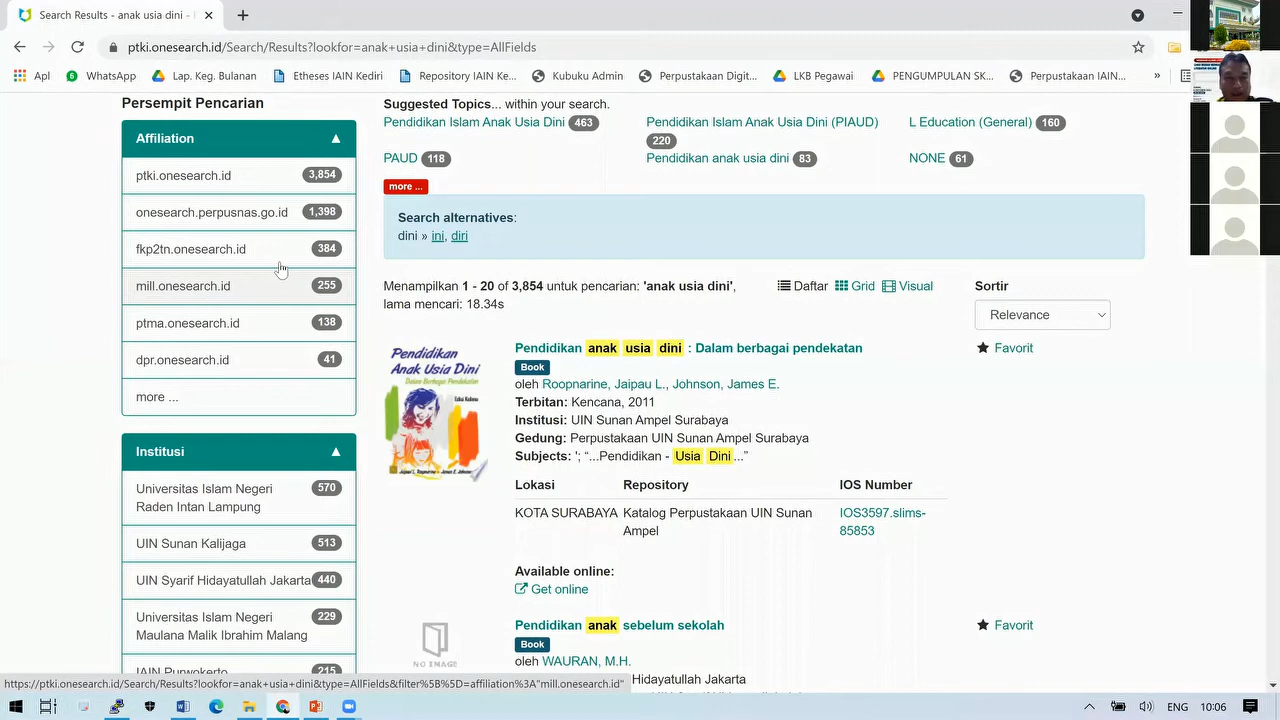 Search Results - anak usia dini -
ptki.onesearch.id/Search/Results?lookfor=anak+usia+dini&type=AllFields
Apl
WhatsApp
Lap. Keg. Bulanan
Etheses IAIN Kediri
Repository IAIN
Kubuku Admin
Perpustakaan Dig
LKB Pegawai
IAIN SK...
Perpustakaan IAIN...
»
Persempit Pencarian
Affiliation
ptki.onesearch.id 3,854
onesearch.perpusnas.go.id 1,398
fkp2tn.onesearch.id 384
mill.onesearch.id 255
ptma.onesearch.id 138
dpr.onesearch.id 41
more ...
Institusi
Universitas Islam Negeri 570
Raden Intan Lampung
UIN Sunan Kalijaga 513
UIN Syarif Hidayatullah Jakarta 440
Universitas Islam Negeri 229
Maulana Malik Ibrahim Malang
IAIN Purwokerto 215
Suggested Topics ... within your search.
Pendidikan Islam Anak Usia Dini 463
Pendidikan Islam Anak Usia Dini (PIAUD)
220
L Education (General) 160
PAUD 118
Pendidikan anak usia dini 83
NONE 61
more ...
Search alternatives:
dini » ini, diri
Menampilkan 1 - 20 of 3,854 untuk pencarian: 'anak usia dini',
lama mencari: 18.34s
Daftar Grid Visual
Sortir
Relevance
Pendidikan
Anak Usia Dini
Dalam Berbagai Pendekatan
Pendidikan anak usia dini : Dalam berbagai pendekatan
Favorit
Book
oleh Roopnarine, Jaipau L., Johnson, James E.
Terbitan: Kencana, 2011
Institusi: UIN Sunan Ampel Surabaya
Gedung: Perpustakaan UIN Sunan Ampel Surabaya
Subjects: '; “...Pendidikan - Usia Dini...”
Lokasi Repository IOS Number
KOTA SURABAYA Katalog Perpustakaan UIN Sunan IOS3597.slims-
Ampel 85853
Available online:
Get online
NO IMAGE
Pendidikan anak sebelum sekolah
Favorit
Book
oleh WAURAN, M.H.
Hidayatullah Jakarta
https://ptki.onesearch.id/Search/Results?lookfor=anak+usia+dini&type=AllFields&filter%5B%5D=affiliation%3A"mill.onesearch.id"
ENG 10:06